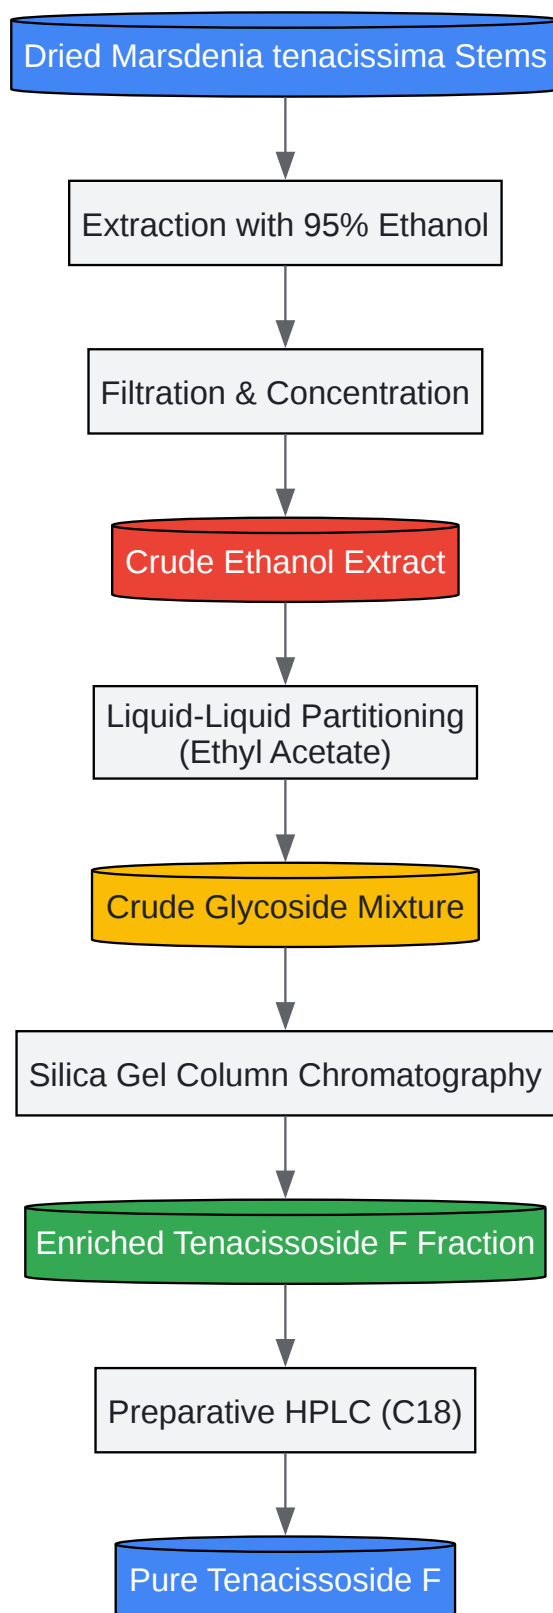 Dried Marsdenia tenacissima Stems
Extraction with 95% Ethanol
Filtration & Concentration
Crude Ethanol Extract
Liquid-Liquid Partitioning
(Ethyl Acetate)
Crude Glycoside Mixture
Silica Gel Column Chromatography
Enriched Tenacissoside F Fraction
Preparative HPLC (C18)
Pure Tenacissoside F